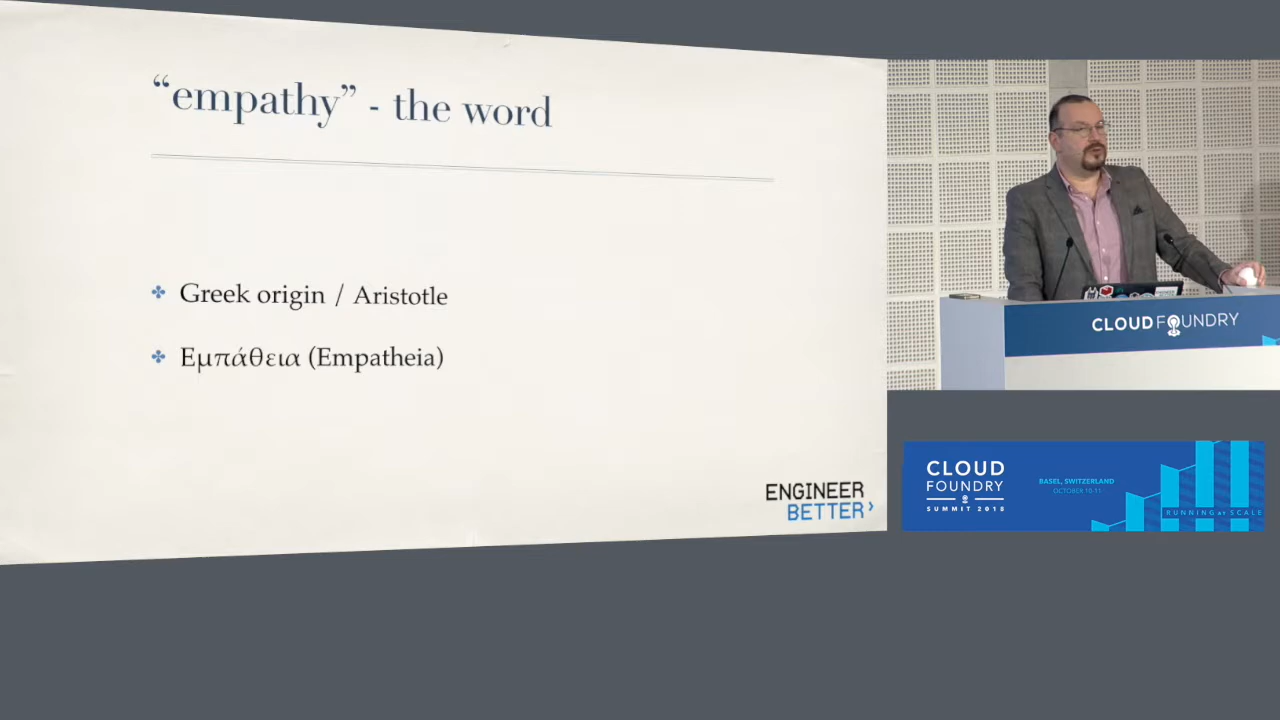 “empathy” - the word
Greek origin / Aristotle
Εμπάθεια (Empatheia)
ENGINEER
BETTER
CLOUD FOUNDRY
CLOUD
FOUNDRY
SUMMIT 2018
BASEL, SWITZERLAND
OCTOBER 10-11
RUNNING AT SCALE